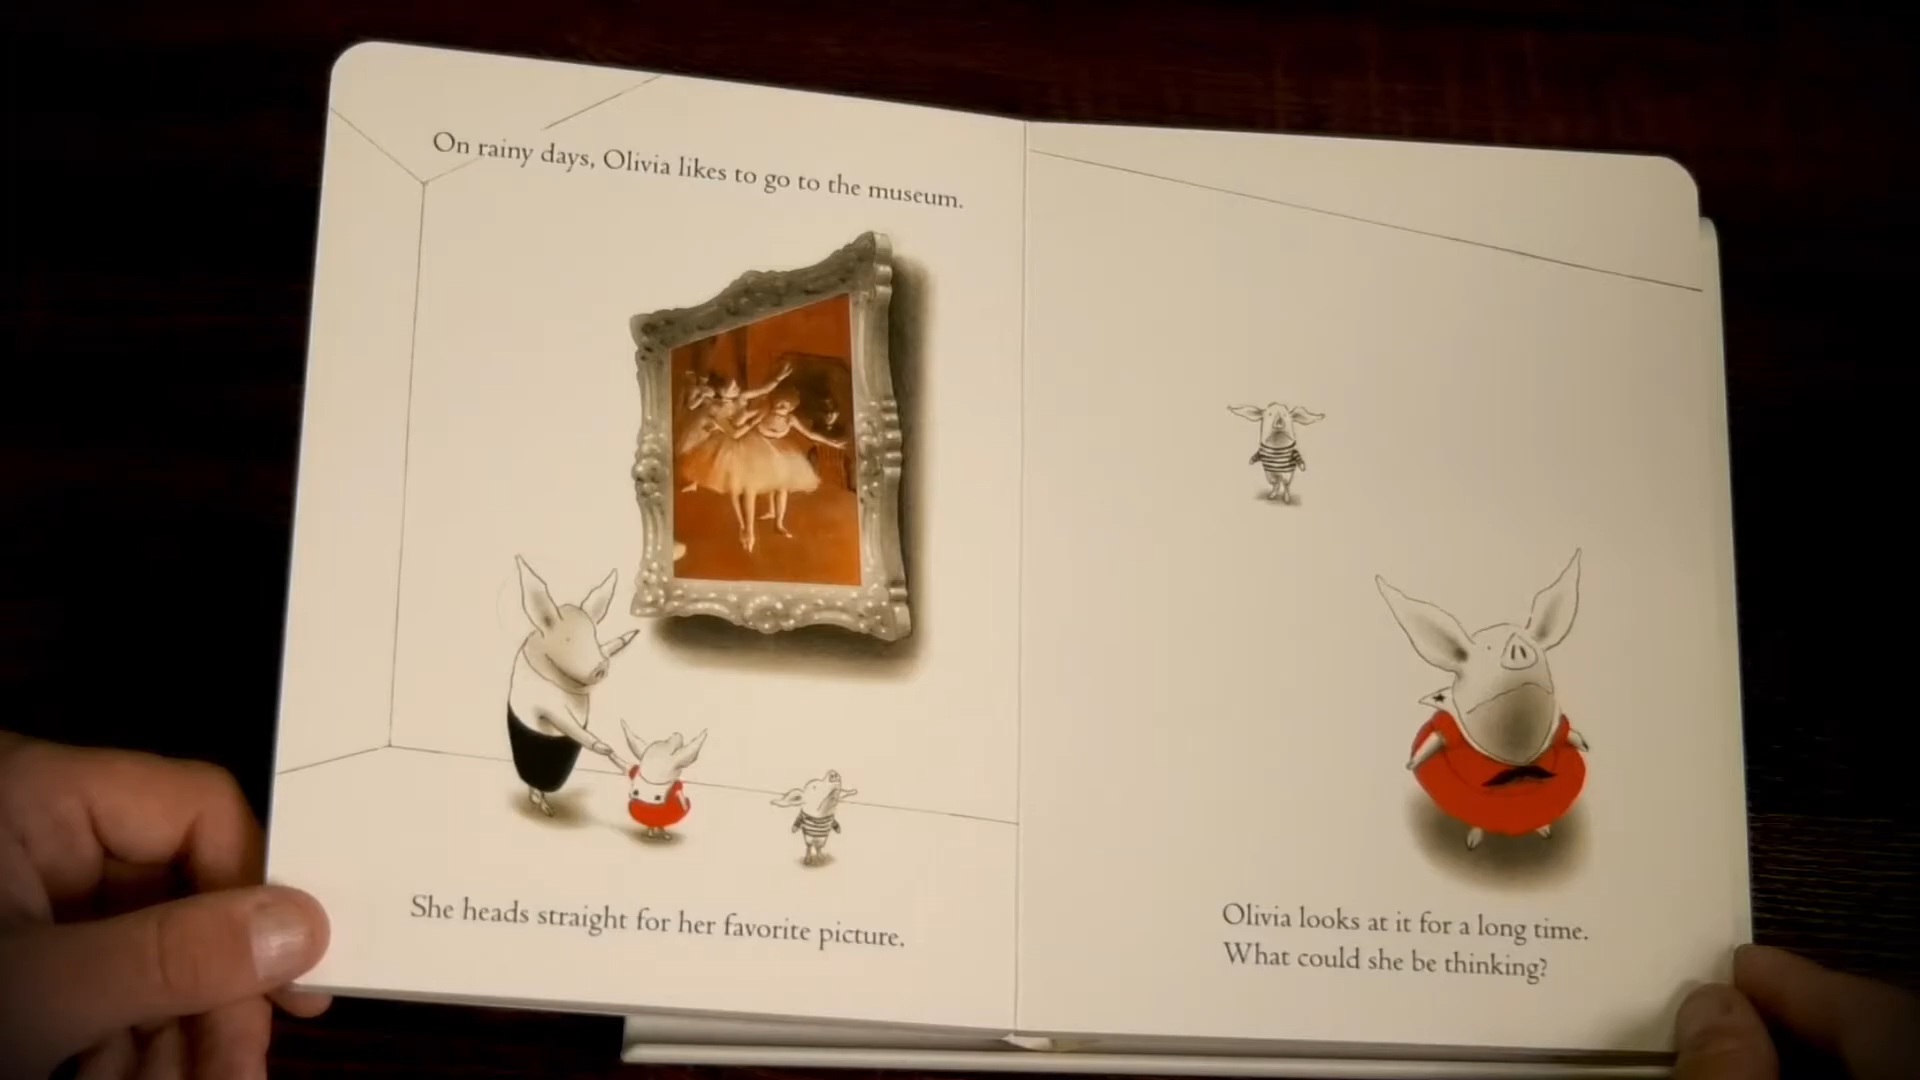 On rainy days, Olivia likes to go to the museum.
She heads straight for her favorite picture.
Olivia looks at it for a long time.
What could she be thinking?